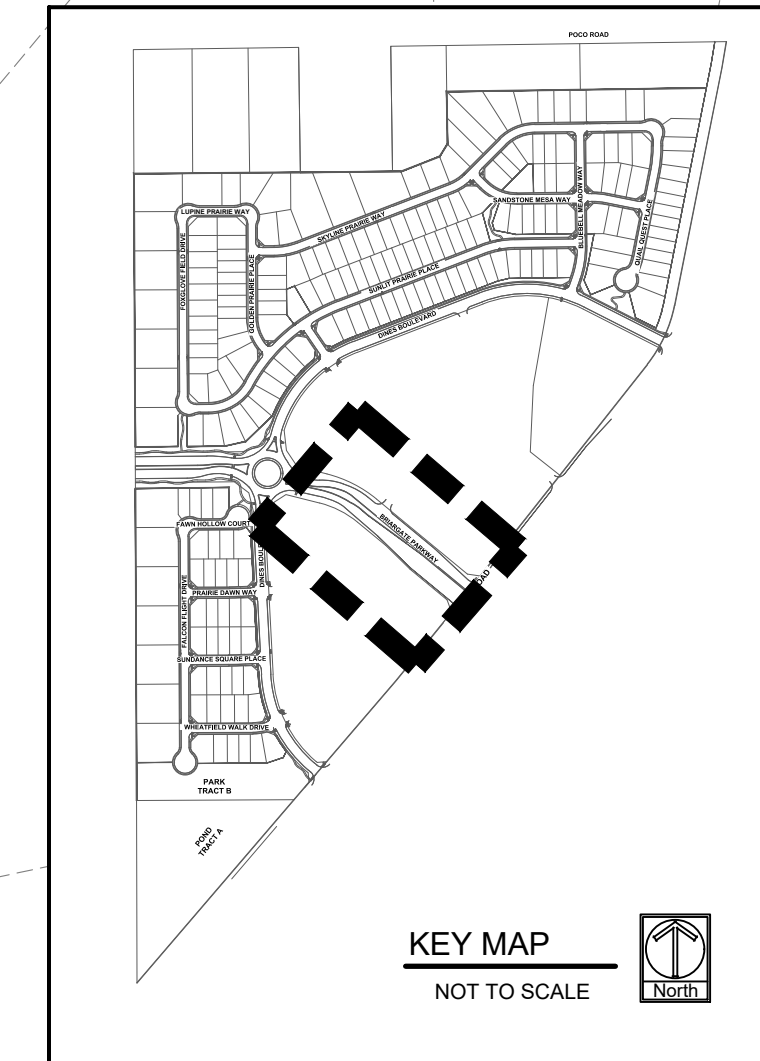 POCO ROAD
LUPINE PRAIRIE WAY
SKYLINE PRAIRIE WAY
SANDSTONE MESA WAY
BLUEBELL MEADOW WAY
QUAIL QUEST PLACE
FOXGLOVE FIELD DRIVE
GOLDEN PRAIRIE PLACE
SUNLIT PRAIRIE PLACE
DINES BOULEVARD
BRIARGATE PARKWAY
FAWN HOLLOW COURT
DINES
FALCON FLIGHT DRIVE
PRAIRIE DAWN WAY
SUNDANCE SQUARE PLACE
WHEATFIELD WALK DRIVE
PARK
TRACT B
POND
TRACT A
KEY MAP
NOT TO SCALE
North